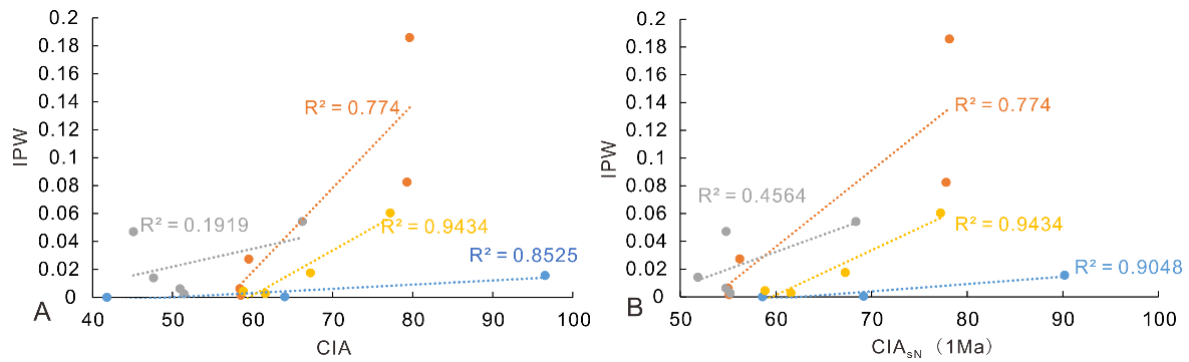 0.2
0.18
0.16
0.14
0.12
0.1
0.08
0.06
0.04
0.02
0
IPW
R² = 0.774
R² = 0.1919
R² = 0.9434
R² = 0.8525
A
40 50 60 70 80 90 100
CIA
0.2
0.18
0.16
0.14
0.12
0.1
0.08
0.06
0.04
0.02
0
IPW
R² = 0.774
R² = 0.4564
R² = 0.9434
R² = 0.9048
B
50 60 70 80 90 100
CIAsN（1Ma）